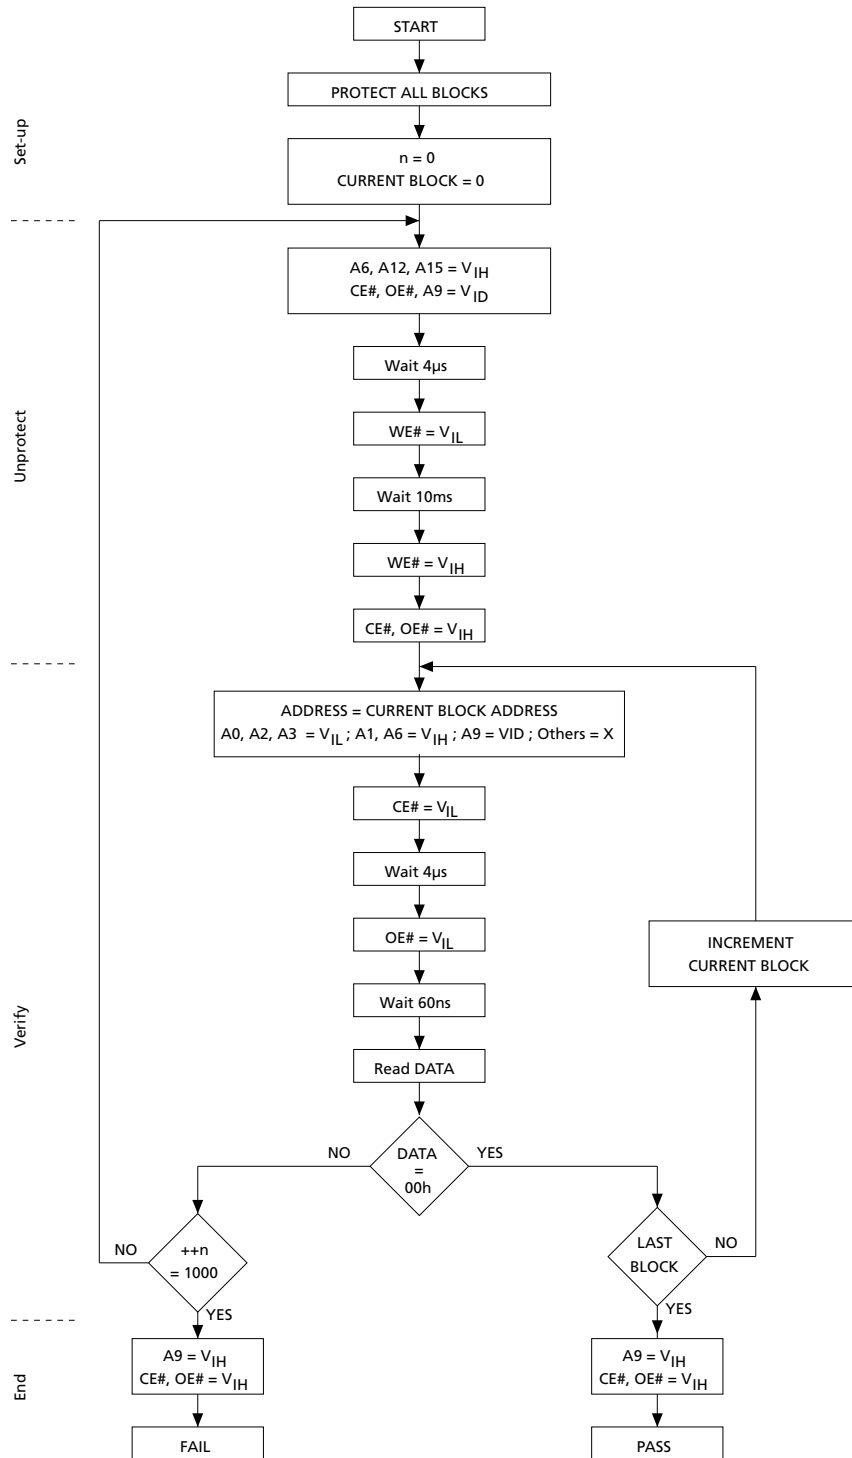 START
PROTECT ALL BLOCKS
Set-up
n = 0
CURRENT BLOCK = 0
A6, A12, A15 = VIH
CE#, OE#, A9 = VID
Wait 4µs
Unprotect
WE# = VIL
Wait 10ms
WE# = VIH
CE#, OE# = VIH
ADDRESS = CURRENT BLOCK ADDRESS
A0, A2, A3 = VIL ; A1, A6 = VIH ; A9 = VID ; Others = X
CE# = VIL
Wait 4µs
OE# = VIL
INCREMENT
CURRENT BLOCK
Wait 60ns
Verify
Read DATA
DATA
=
00h
NO
YES
++n
= 1000
NO
YES
LAST
BLOCK
NO
YES
End
A9 = VIH
CE#, OE# = VIH
A9 = VIH
CE#, OE# = VIH
FAIL
PASS